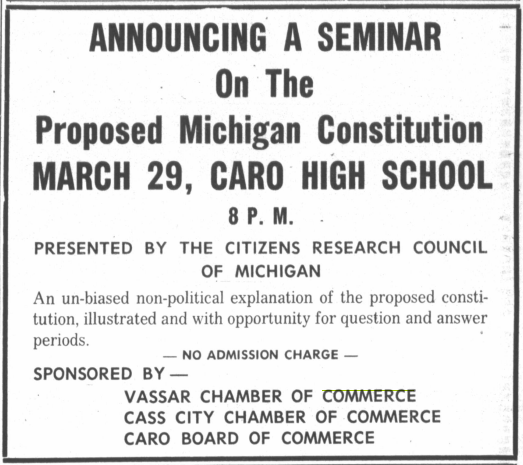 ANNOUNCING A SEMINAR
On The
Proposed Michigan Constitution
MARCH 29, CARO HIGH SCHOOL
8 P. M.
PRESENTED BY THE CITIZENS RESEARCH COUNCIL
OF MICHIGAN
An un-biased non-political explanation of the proposed consti-
tution, illustrated and with opportunity for question and answer
periods.
— NO ADMISSION CHARGE —
SPONSORED BY —
VASSAR CHAMBER OF COMMERCE
CASS CITY CHAMBER OF COMMERCE
CARO BOARD OF COMMERCE